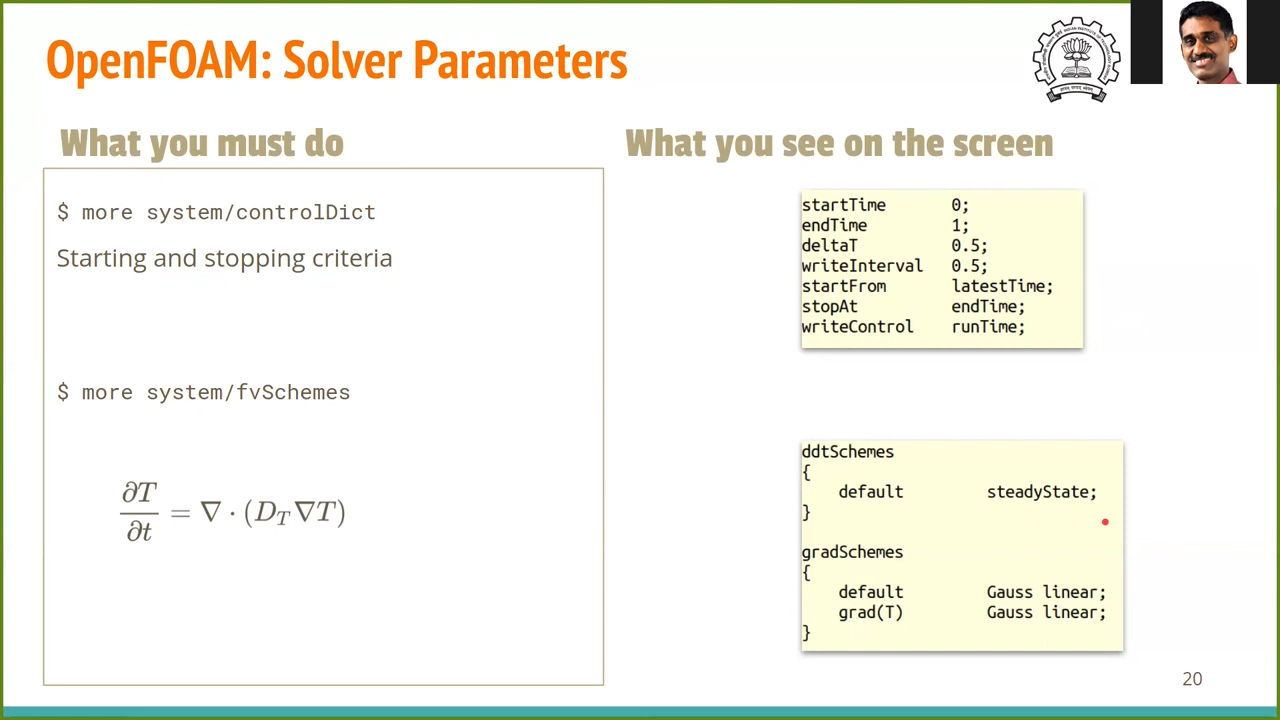 OpenFOAM: Solver Parameters
What you must do
$ more system/controlDict
Starting and stopping criteria
$ more system/fvSchemes
∂T/∂t = ∇ · (D_T ∇T)
What you see on the screen
startTime 0;
endTime 1;
deltaT 0.5;
writeInterval 0.5;
startFrom latestTime;
stopAt endTime;
writeControl runTime;
ddtSchemes
{
default steadyState;
}
gradSchemes
{
default Gauss linear;
grad(T) Gauss linear;
}
20